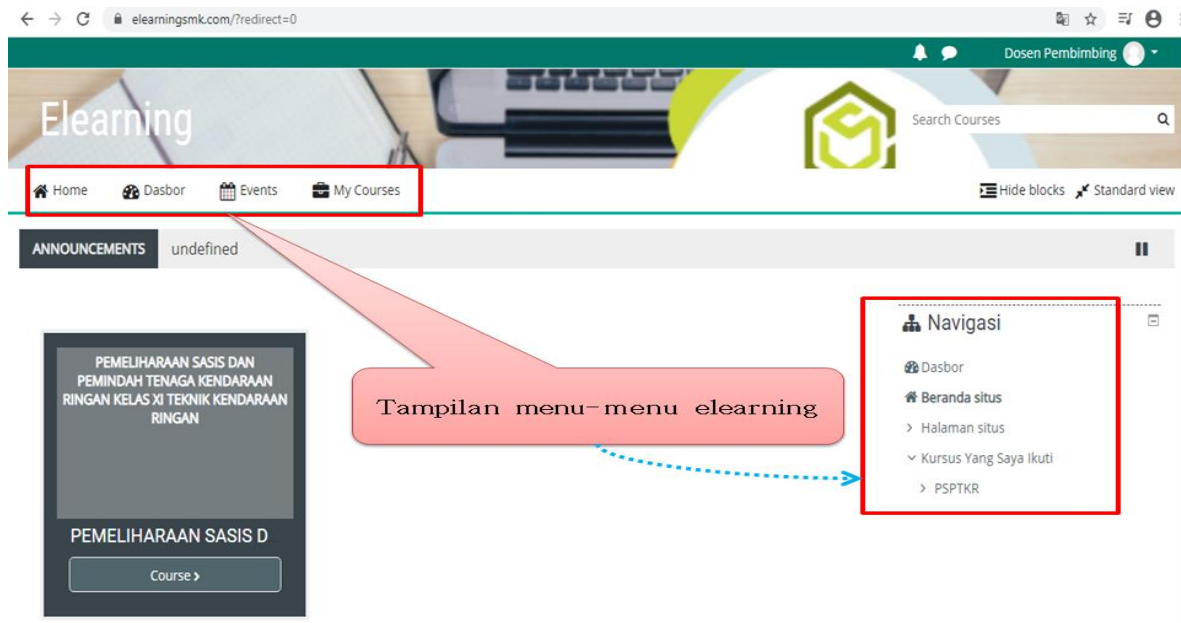 elearningsmk.com/?redirect=0
Dosen Pembimbing
Elearning
Search Courses
Home Dasbor Events My Courses
Hide blocks Standard view
ANNOUNCEMENTS undefined
Navigasi
Dasbor
Beranda situs
> Halaman situs
Kursus Yang Saya Ikuti
> PSPTKR
Tampilan menu-menu elearning
PEMELIHARAAN SASIS DAN
PEMINDAH TENAGA KENDARAAN
RINGAN KELAS XI TEKNIK KENDARAAN
RINGAN
PEMELIHARAAN SASIS D
Course >